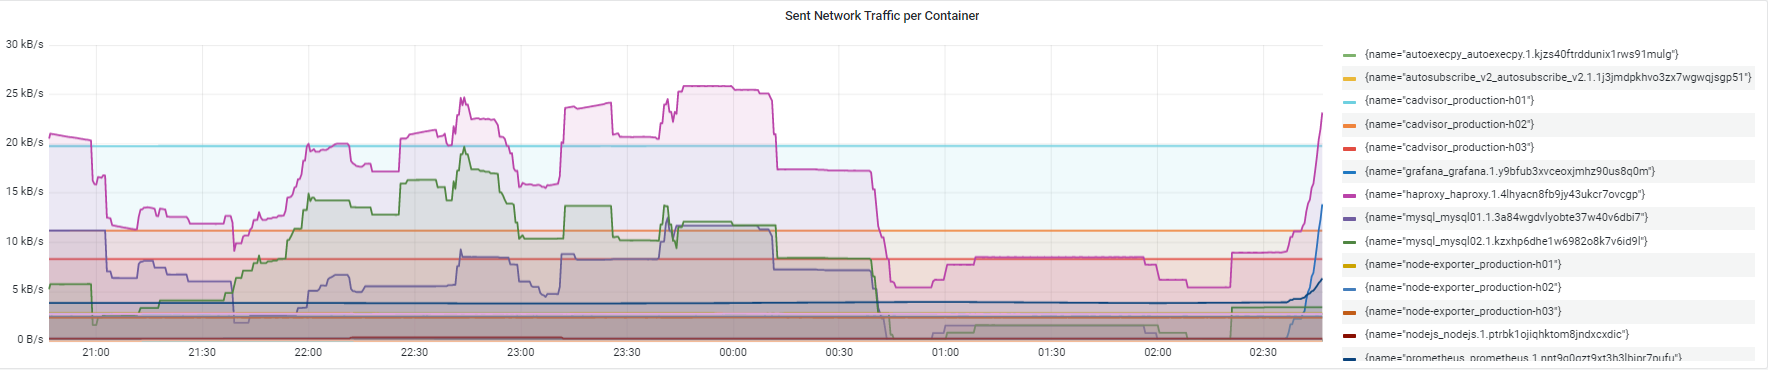 Sent Network Traffic per Container
30 kB/s
25 kB/s
20 kB/s
15 kB/s
10 kB/s
5 kB/s
0 B/s
21:00 21:30 22:00 22:30 23:00 23:30 00:00 00:30 01:00 01:30 02:00 02:30
{name="autoexecpy_autoexecpy.1.kjzs40ftrddunix1rws91mulg"}
{name="autosubscribe_v2_autosubscribe_v2.1.1j3jmdpkhvo3zx7wgwqjsgp51"}
{name="cadvisor_production-h01"}
{name="cadvisor_production-h02"}
{name="cadvisor_production-h03"}
{name="grafana_grafana.1.y9bfub3xvceoxjmhz90us8q0m"}
{name="haproxy_haproxy.1.4lhyacn8fb9jy43ukcr7ovcgp"}
{name="mysql_mysql01.1.3a84wgdvlyobte37w40v6dbi7"}
{name="mysql_mysql02.1.kzxhp6dhe1w6982o8k7v6id9l"}
{name="node-exporter_production-h01"}
{name="node-exporter_production-h02"}
{name="node-exporter_production-h03"}
{name="nodejs_nodejs.1.ptrbk1ojiqhktom8jndxcxdic"}